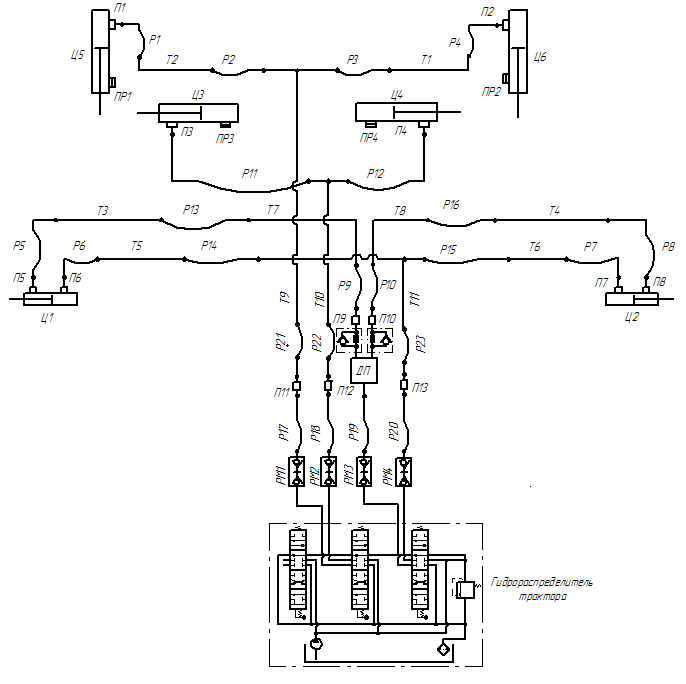 П1
П2
Р1
Р4
Ц5
Т2
Р2
Р3
Т1
Ц6
ПР1
ПР2
Ц3
Ц4
П3
ПР3
ПР4
П4
Р11
Р12
Т3
Р13
Т7
Т8
Р16
Т4
Р5
Р6
Т5
Р14
Р15
Т6
Р7
Р8
П5
П6
Р9
Р10
П7
П8
Т9
Т10
Т11
Ц1
Ц2
П9
П10
Р21
Р22
Р23
ДП
П11
П12
П13
Р17
Р18
Р19
Р20
РМ1
РМ2
РМ3
РМ4
Гидрораспределитель
трактора